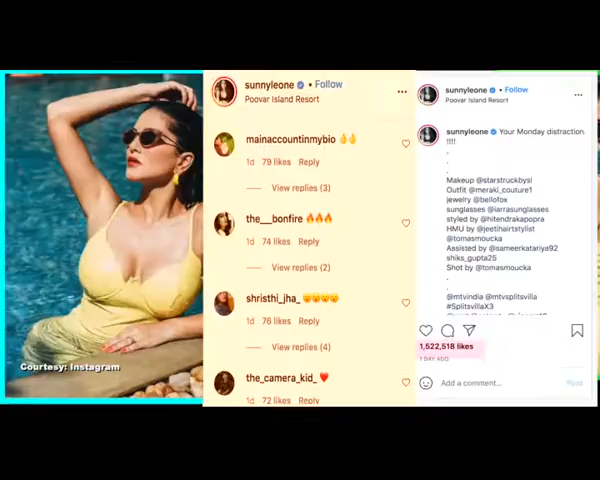 Courtesy: Instagram
sunnyleone • Follow
Poovar Island Resort
mainaccountinmybio
1d 79 likes Reply
View replies (3)
the___bonfire
1d 74 likes Reply
View replies (2)
shristhi_jha_
1d 76 likes Reply
View replies (4)
the_camera_kid_
1d 72 likes Reply
sunnyleone • Follow
Poovar Island Resort
sunnyleone Your Monday distraction
!!!!
.
.
.
Makeup @starstruckbysl
Outfit @meraki_couture1
jewelry @bellofox
sunglasses @iarrasunglasses
styled by @hitendrakapopra
HMU by @jeetihairtstylist
@tomasmoucka
Assisted by @sameerkatariya92
shiks_gupta25
Shot by @tomasmoucka
.
.
@mtvindia @mtvsplitsvilla
#SplitsvillaX3
1,522,518 likes
1 DAY AGO
Add a comment...
Post